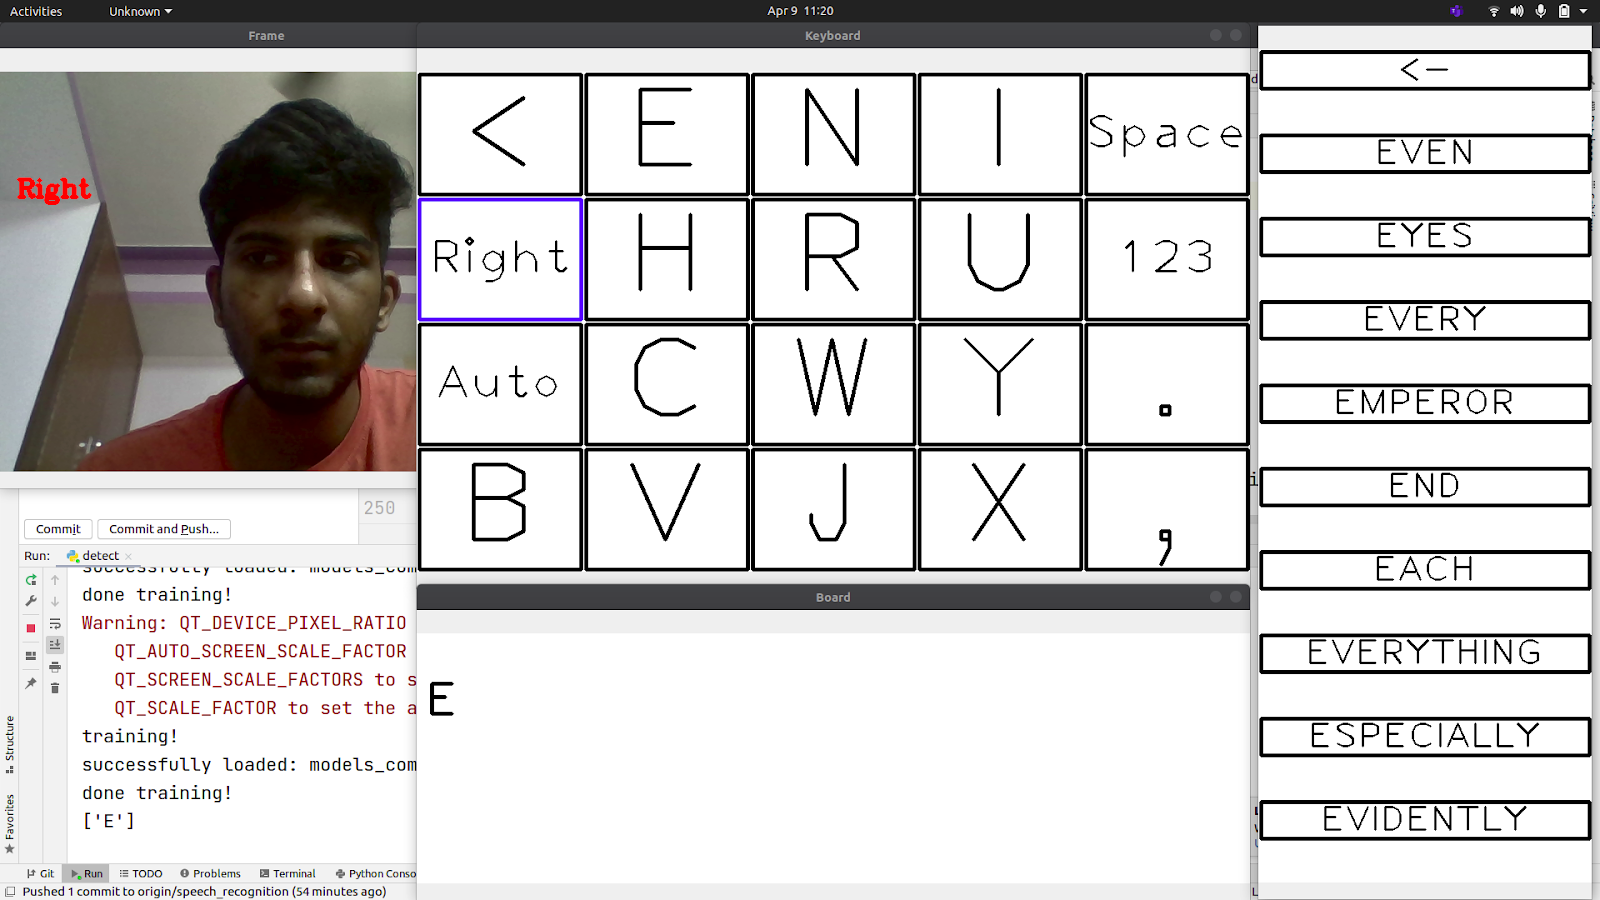 Activities Unknown Apr 9 11:20
Frame
Right
Keyboard
< E N I Space
Right H R U 123
Auto C W Y .
B V J X ,
Board
E
<-
EVEN
EYES
EVERY
EMPEROR
END
EACH
EVERYTHING
ESPECIALLY
EVIDENTLY
250
Commit Commit and Push...
Run: detect
successfully loaded: models_com
done training!
Warning: QT_DEVICE_PIXEL_RATIO
QT_AUTO_SCREEN_SCALE_FACTOR
QT_SCREEN_SCALE_FACTORS to s
QT_SCALE_FACTOR to set the a
training!
successfully loaded: models_com
done training!
['E']
Structure
Favorites
Git Run TODO Problems Terminal Python Conso
Pushed 1 commit to origin/speech_recognition (54 minutes ago)